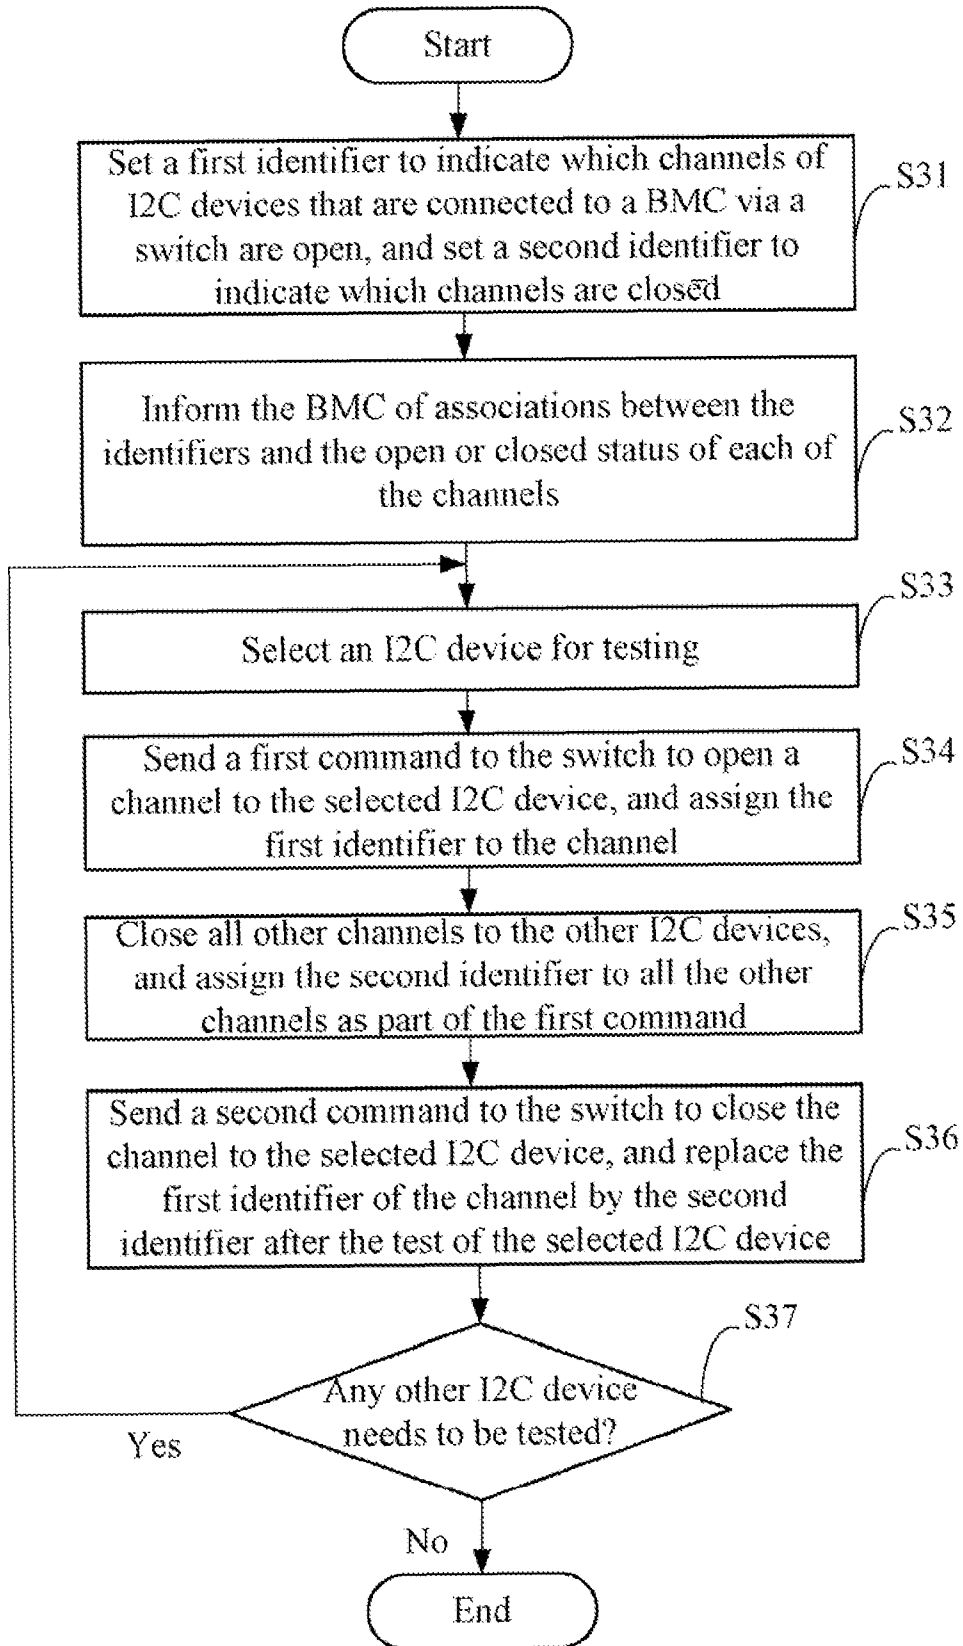 Start
Set a first identifier to indicate which channels of
I2C devices that are connected to a BMC via a
switch are open, and set a second identifier to
indicate which channels are closed
S31
Inform the BMC of associations between the
identifiers and the open or closed status of each of
the channels
S32
Select an I2C device for testing
S33
Send a first command to the switch to open a
channel to the selected I2C device, and assign the
first identifier to the channel
S34
Close all other channels to the other I2C devices,
and assign the second identifier to all the other
channels as part of the first command
S35
Send a second command to the switch to close the
channel to the selected I2C device, and replace the
first identifier of the channel by the second
identifier after the test of the selected I2C device
S36
Any other I2C device
needs to be tested?
S37
Yes
No
End